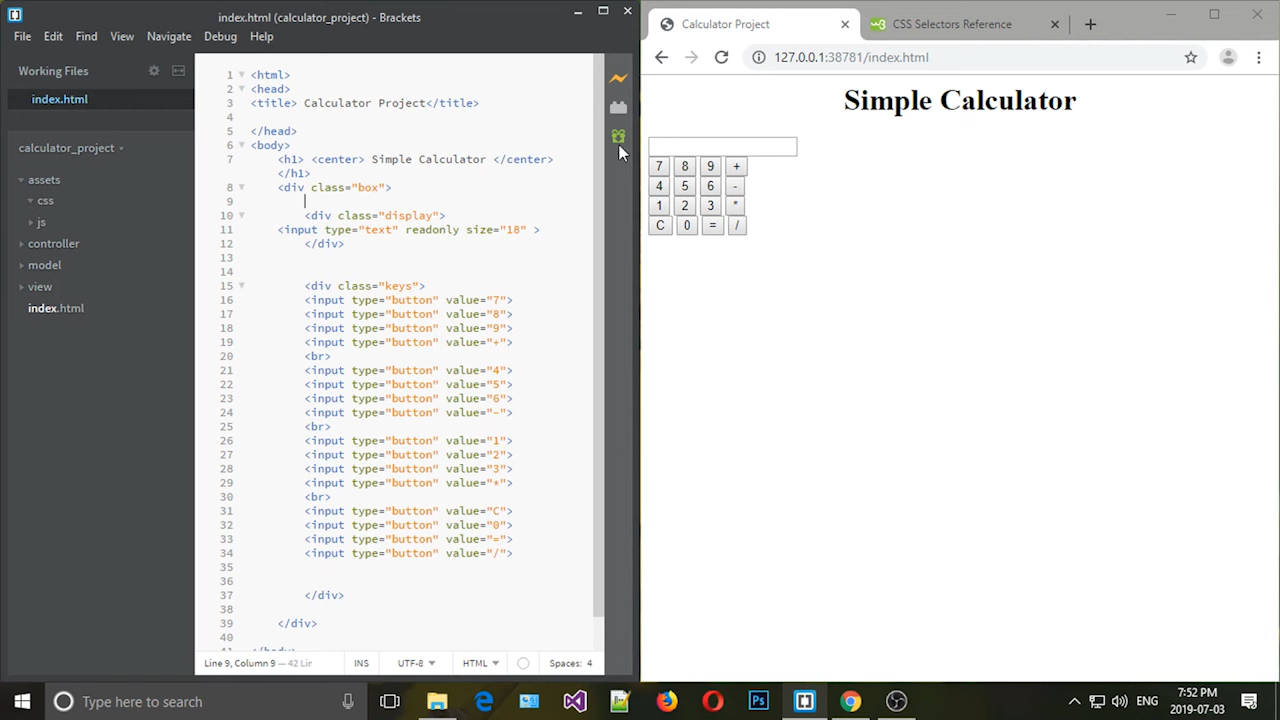 index.html (calculator_project) - Brackets
File Edit Find View Navigate Debug Help
Working Files
index.html
calculator_project
assets
css
js
controller
model
view
index.html
1 <html>
2 <head>
3 <title> Calculator Project</title>
4
5 </head>
6 <body>
7 <h1> <center> Simple Calculator </center>
</h1>
8 <div class="box">
9
10 <div class="display">
11 <input type="text" readonly size="18" >
12 </div>
13
14
15 <div class="keys">
16 <input type="button" value="7">
17 <input type="button" value="8">
18 <input type="button" value="9">
19 <input type="button" value="+">
20 <br>
21 <input type="button" value="4">
22 <input type="button" value="5">
23 <input type="button" value="6">
24 <input type="button" value="-">
25 <br>
26 <input type="button" value="1">
27 <input type="button" value="2">
28 <input type="button" value="3">
29 <input type="button" value="*">
30 <br>
31 <input type="button" value="C">
32 <input type="button" value="0">
33 <input type="button" value="=">
34 <input type="button" value="/">
35
36
37 </div>
38
39 </div>
40
41 </body>
Line 9, Column 9 — 42 Lin
INS
UTF-8
HTML
Spaces: 4
Calculator Project
CSS Selectors Reference
127.0.0.1:38781/index.html
Simple Calculator
7 8 9 +
4 5 6 -
1 2 3 *
C 0 = /
Type here to search
ENG
7:52 PM
2019-07-03